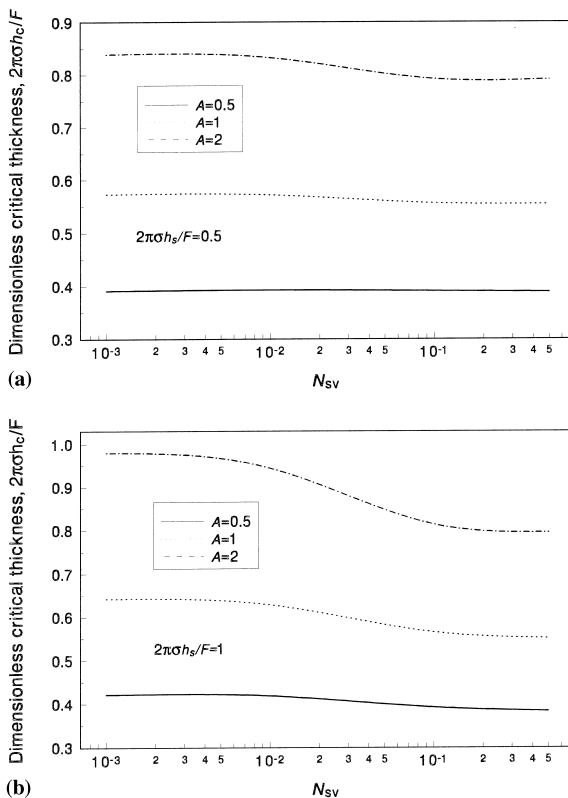 Dimensionless critical thickness, 2πσh_c/F
0.9
0.8
0.7
0.6
0.5
0.4
0.3
A=0.5
A=1
A=2
2πσh_s/F=0.5
10^-3 2 3 4 5 10^-2 2 3 4 5 10^-1 2 3 4 5
N_SV
(a)
Dimensionless critical thickness, 2πσh_c/F
1.0
0.9
0.8
0.7
0.6
0.5
0.4
0.3
A=0.5
A=1
A=2
2πσh_s/F=1
10^-3 2 3 4 5 10^-2 2 3 4 5 10^-1 2 3 4 5
N_SV
(b)